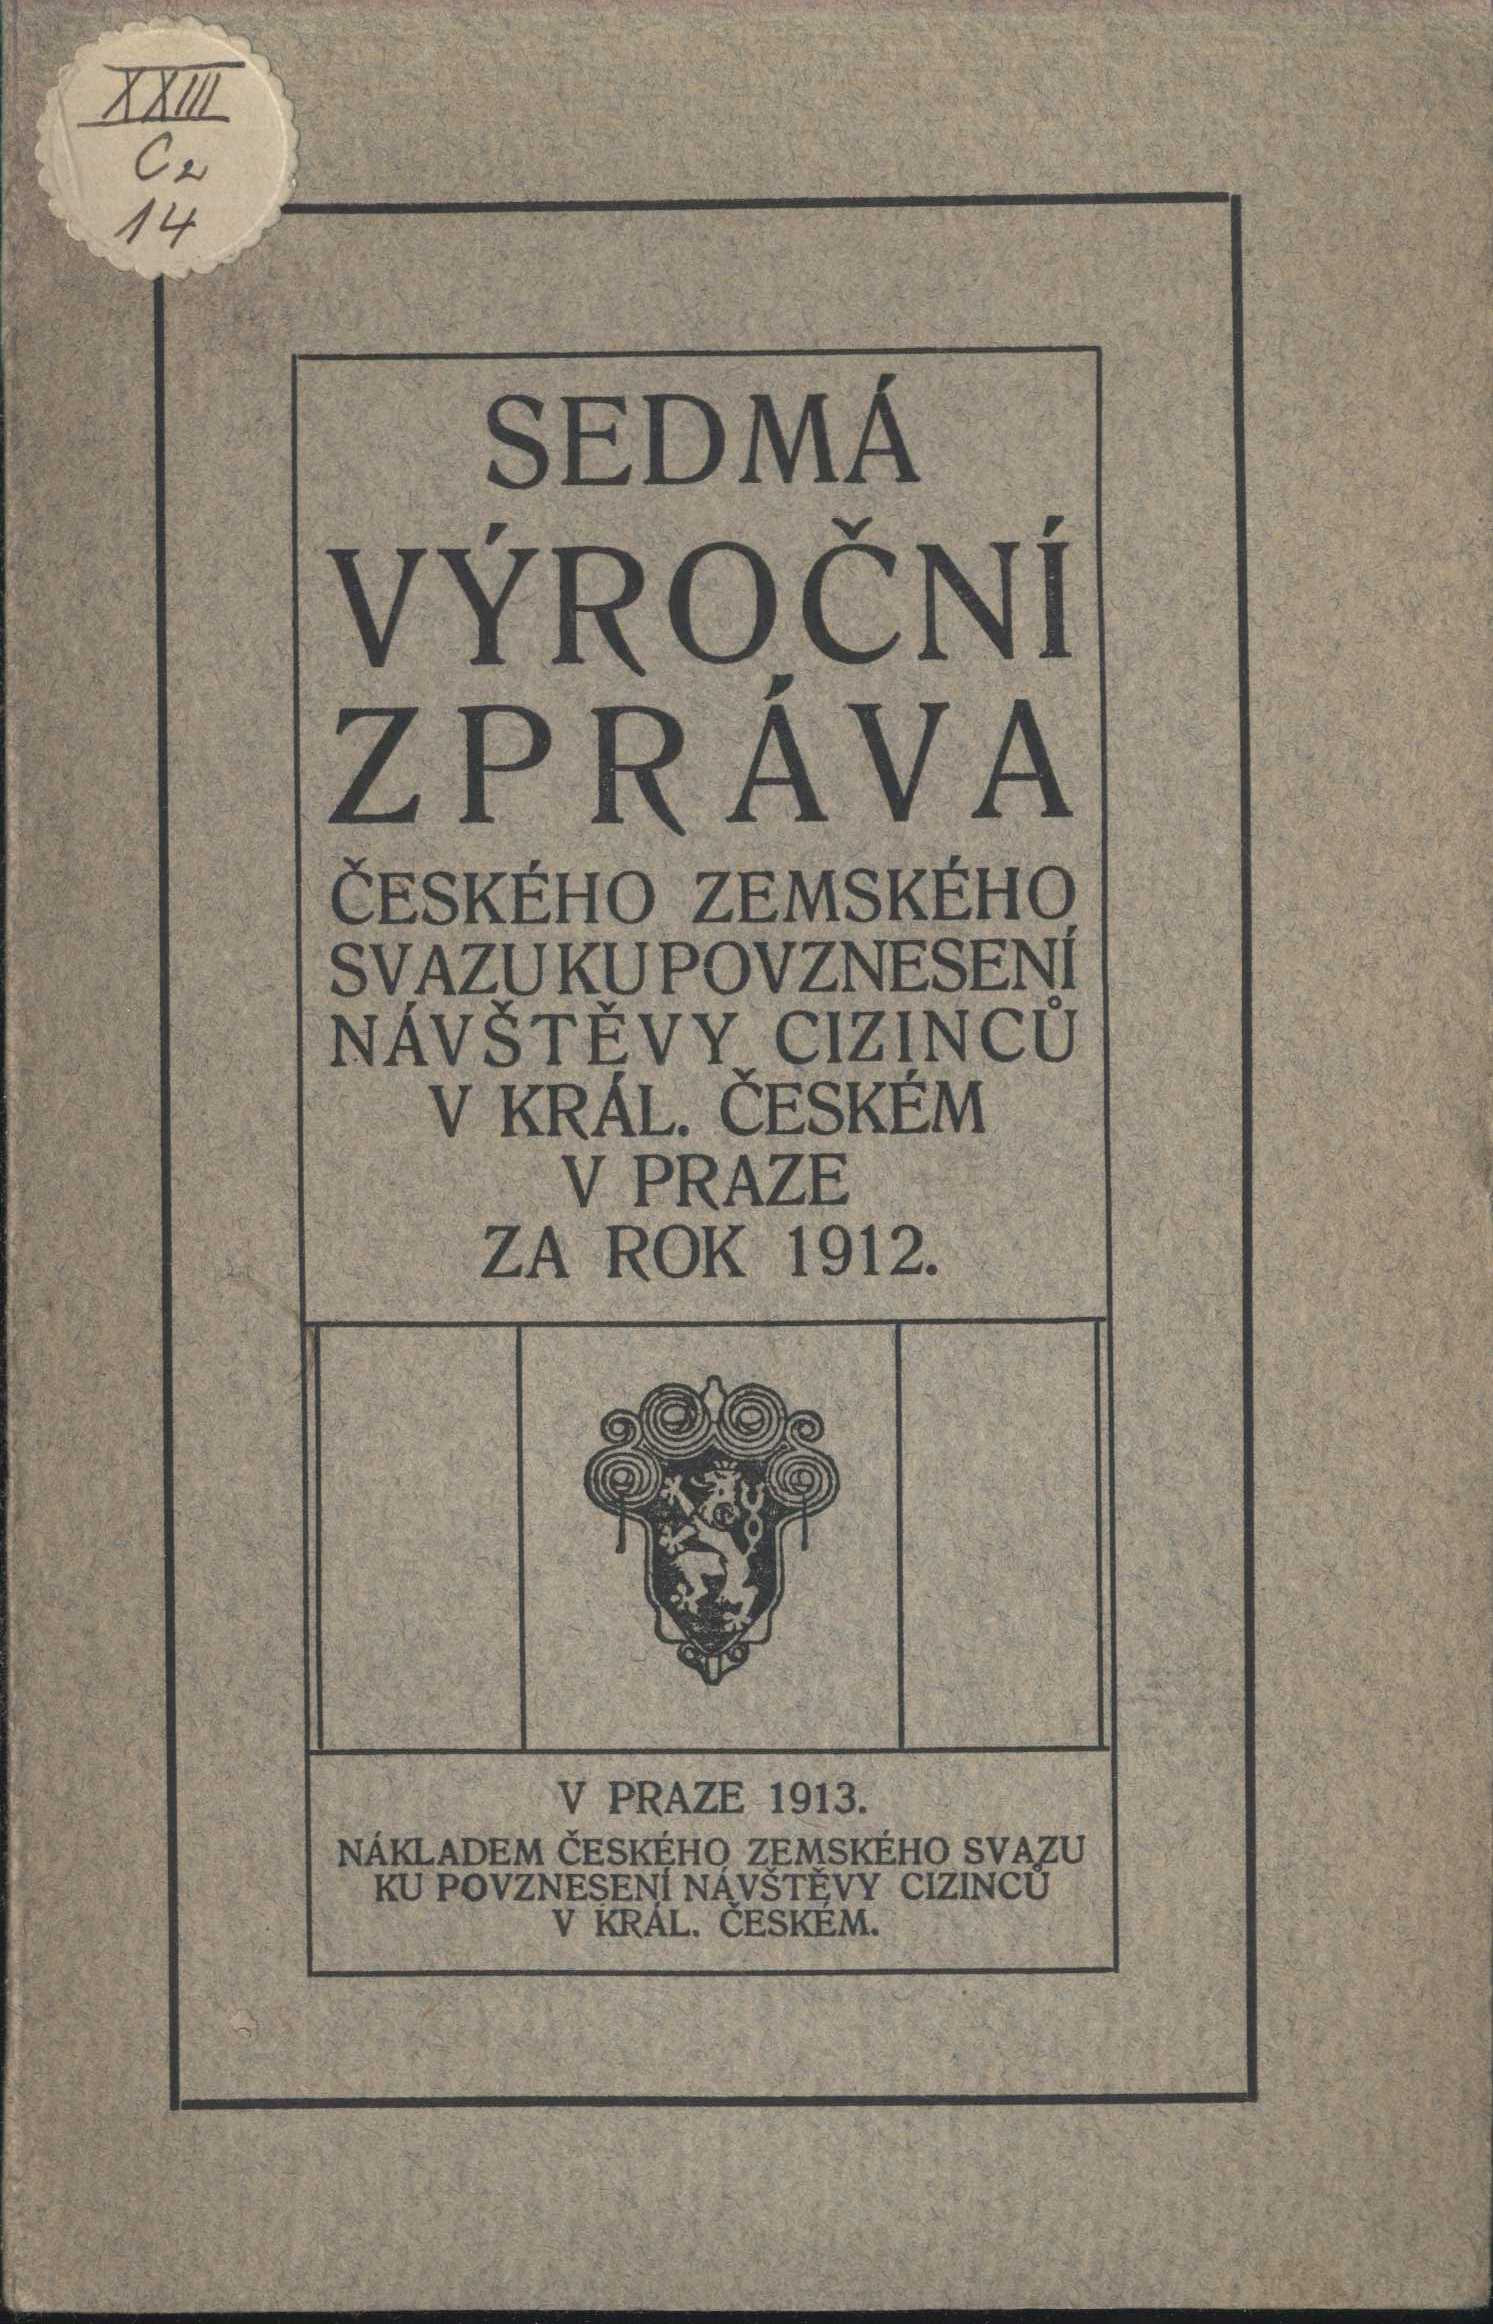 XXIII
C2
14
SEDMÁ
VÝROČNÍ
ZPRÁVA
ČESKÉHO ZEMSKÉHO
SVAZU KU POVZNESENÍ
NÁVŠTĚVY CIZINCŮ
V KRÁL. ČESKÉM
V PRAZE
ZA ROK 1912.
V PRAZE 1913.
NÁKLADEM ČESKÉHO ZEMSKÉHO SVAZU
KU POVZNESENÍ NÁVŠTĚVY CIZINCŮ
V KRÁL. ČESKÉM.